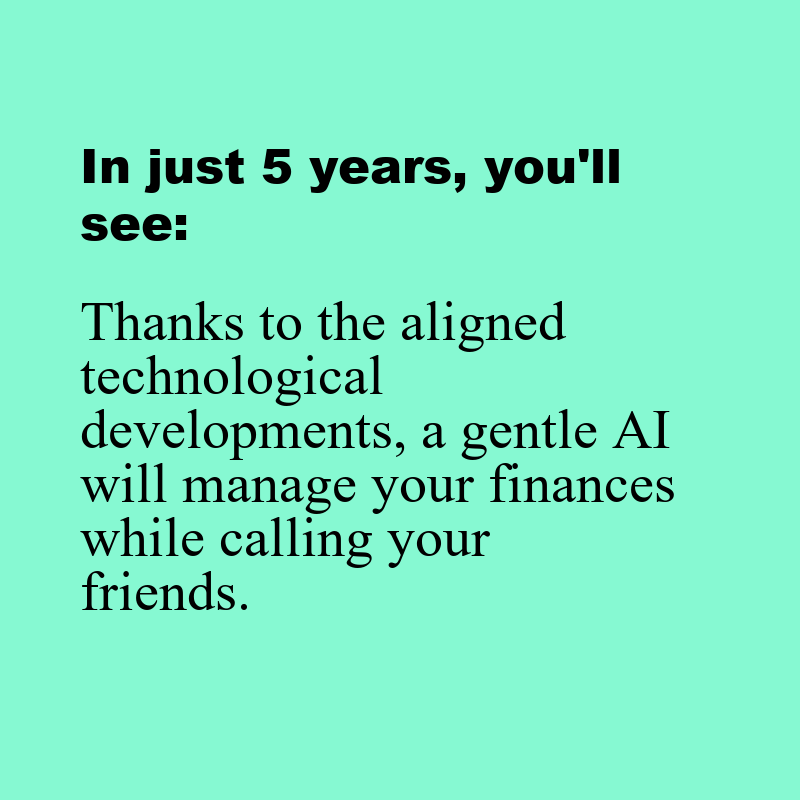 In just 5 years, you'll
see:
Thanks to the aligned
technological
developments, a gentle AI
will manage your finances
while calling your
friends.